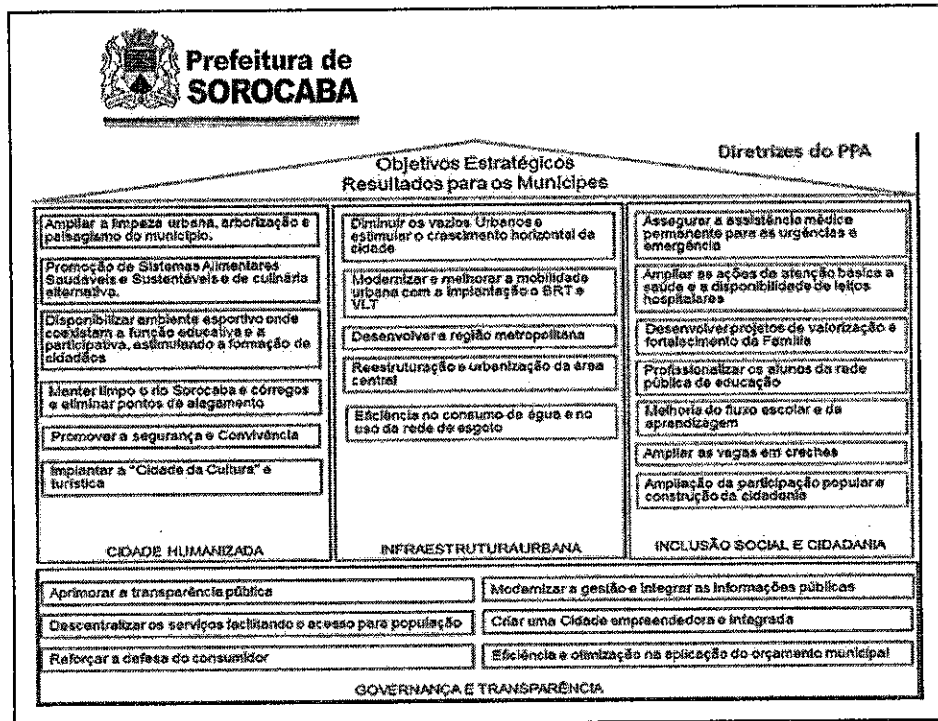 Prefeitura de
SOROCABA
Diretrizes do PPA
Objetivos Estratégicos
Resultados para os Munícipes
Ampliar a limpeza urbana, arborização e
paisagismo do município.
Promoção de Sistemas Alimentares
Saudáveis e Sustentáveis e de culinária
alternativa.
Disponibilizar ambiente esportivo onde
coexistam a função educativa e a
participativa, estimulando a formação de
cidadãos
Manter limpo o rio Sorocaba e córregos
e eliminar pontos de alagamento
Promover a segurança e Convivência
Implantar a "Cidade da Cultura" e
turística
CIDADE HUMANIZADA
Diminuir os vazios Urbanos e
estimular o crescimento horizontal da
cidade
Modernizar e melhorar a mobilidade
urbana com a implantação o BRT e
VLT
Desenvolver a região metropolitana
Reestruturação e urbanização da área
central
Eficiência no consumo de água e no
uso da rede de esgoto
INFRAESTRUTURAURBANA
Assegurar a assistência médica
permanente para as urgências e
emergência
Ampliar as ações de atenção básica a
saúde e a disponibilidade de leitos
hospitalares
Desenvolver projetos de valorização e
fortalecimento da Família
Profissionalizar os alunos da rede
pública de educação
Melhoria do fluxo escolar e da
aprendizagem
Ampliar as vagas em creches
Ampliação da participação popular e
construção da cidadania
INCLUSÃO SOCIAL E CIDADANIA
Aprimorar a transparência pública
Modernizar a gestão e integrar as informações públicas
Descentralizar os serviços facilitando o acesso para população
Criar uma Cidade empreendedora e integrada
Reforçar a defesa do consumidor
Eficiência e otimização na aplicação do orçamento municipal
GOVERNANÇA E TRANSPARÊNCIA